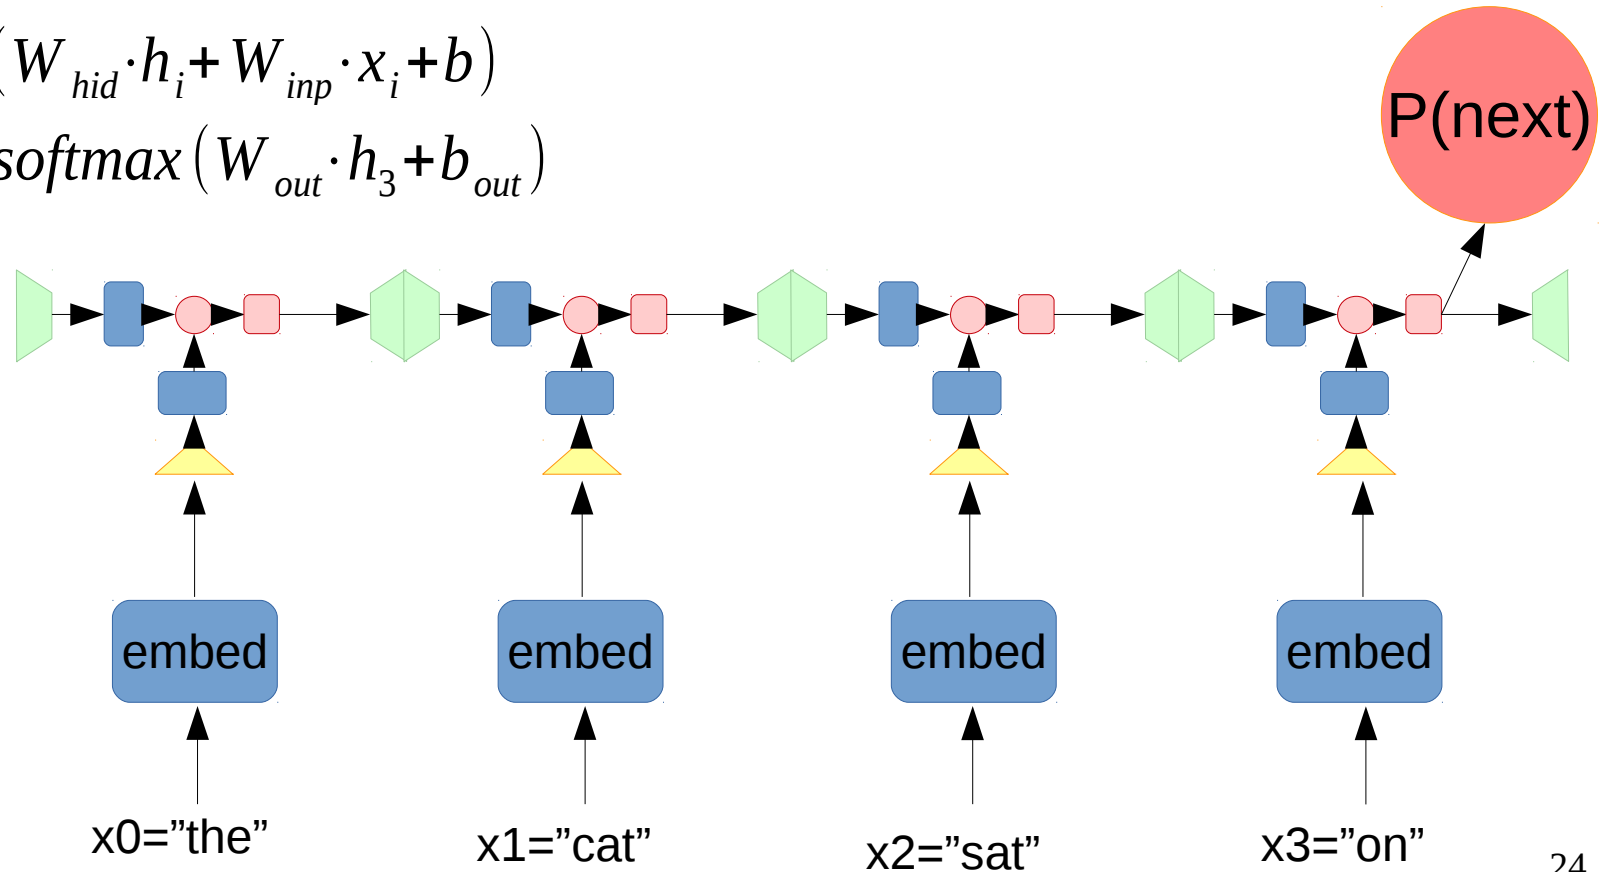 (W_hid·h_i+W_inp·x_i+b)
softmax(W_out·h_3+b_out)
P(next)
embed embed embed embed
x0=”the” x1=”cat” x2=”sat” x3=”on”
24